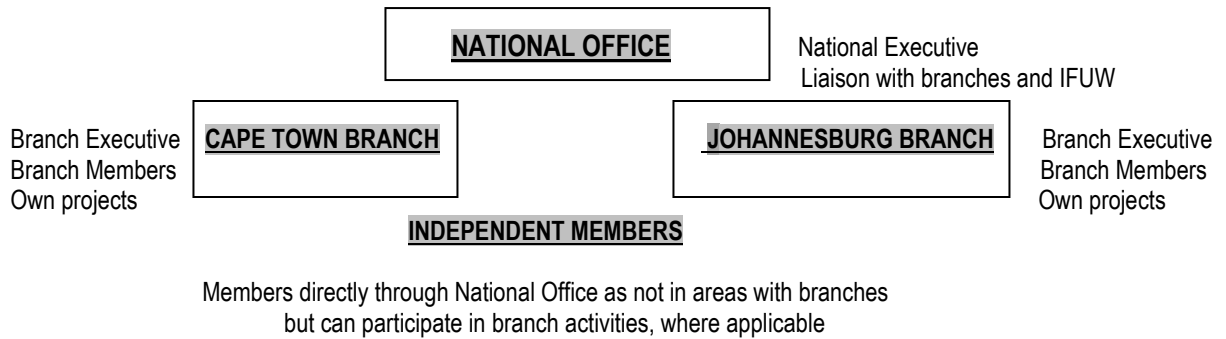 NATIONAL OFFICE
National Executive
Liaison with branches and IFUW
Branch Executive
Branch Members
Own projects
CAPE TOWN BRANCH
JOHANNESBURG BRANCH
Branch Executive
Branch Members
Own projects
INDEPENDENT MEMBERS
Members directly through National Office as not in areas with branches
but can participate in branch activities, where applicable